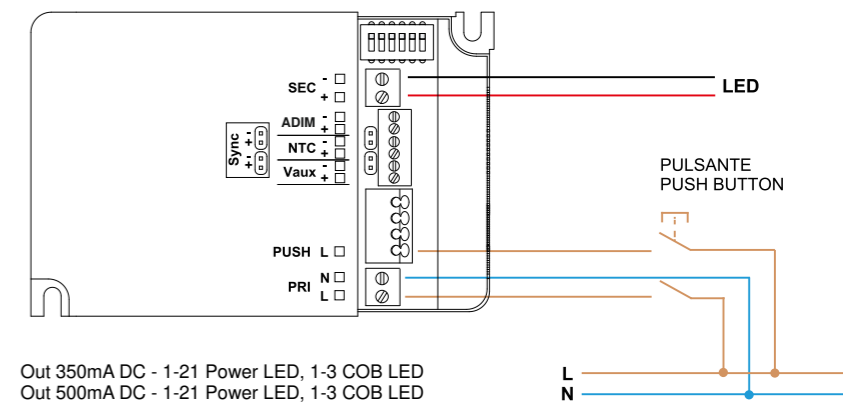 SEC - +
LED
ADIM - +
Sync + - + -
NTC - +
Vaux - +
PULSANTE
PUSH BUTTON
PUSH L
PRI N L
Out 350mA DC - 1-21 Power LED, 1-3 COB LED
Out 500mA DC - 1-21 Power LED, 1-3 COB LED
L
N